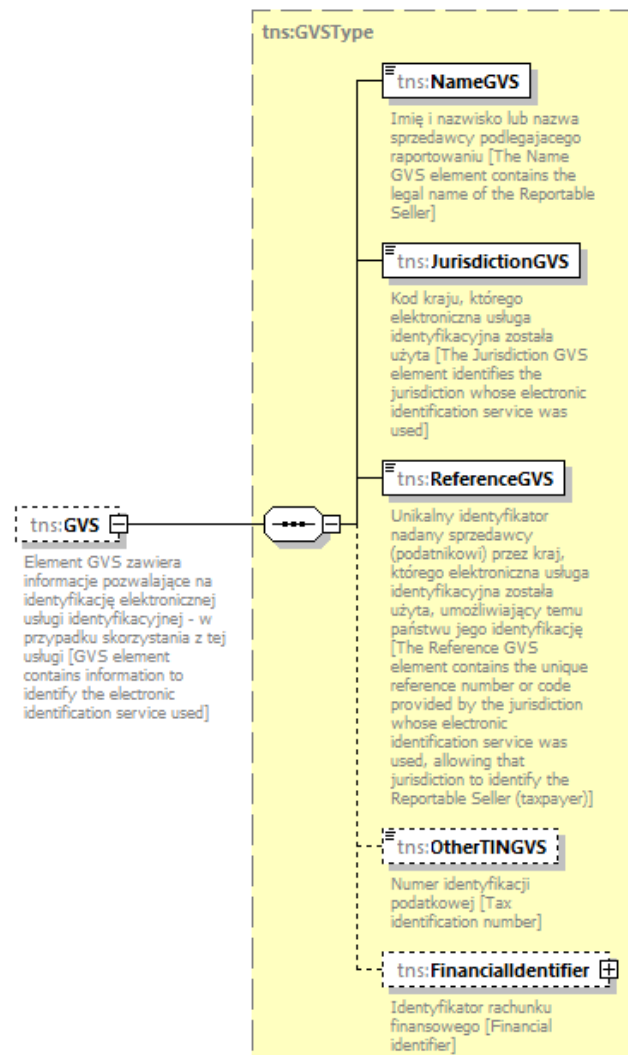 tns:GVSType
tns:NameGVS
Imię i nazwisko lub nazwa
sprzedawcy podlegajacego
raportowaniu [The Name
GVS element contains the
legal name of the Reportable
Seller]
tns:JurisdictionGVS
Kod kraju, którego
elektroniczna usługa
identyfikacyjna została
użyta [The Jurisdiction GVS
element identifies the
jurisdiction whose electronic
identification service was
used]
tns:ReferenceGVS
Unikalny identyfikator
nadany sprzedawcy
(podatnikowi) przez kraj,
którego elektroniczna usługa
identyfikacyjna została
użyta, umożliwiający temu
państwu jego identyfikację
[The Reference GVS
element contains the unique
reference number or code
provided by the jurisdiction
whose electronic
identification service was
used, allowing that
jurisdiction to identify the
Reportable Seller (taxpayer)]
tns:GVS
Element GVS zawiera
informacje pozwalające na
identyfikację elektronicznej
usługi identyfikacyjnej - w
przypadku skorzystania z tej
usługi [GVS element
contains information to
identify the electronic
identification service used]
tns:OtherTINGVS
Numer identyfikacji
podatkowej [Tax
identification number]
tns:FinancialIdentifier
Identyfikator rachunku
finansowego [Financial
identifier]